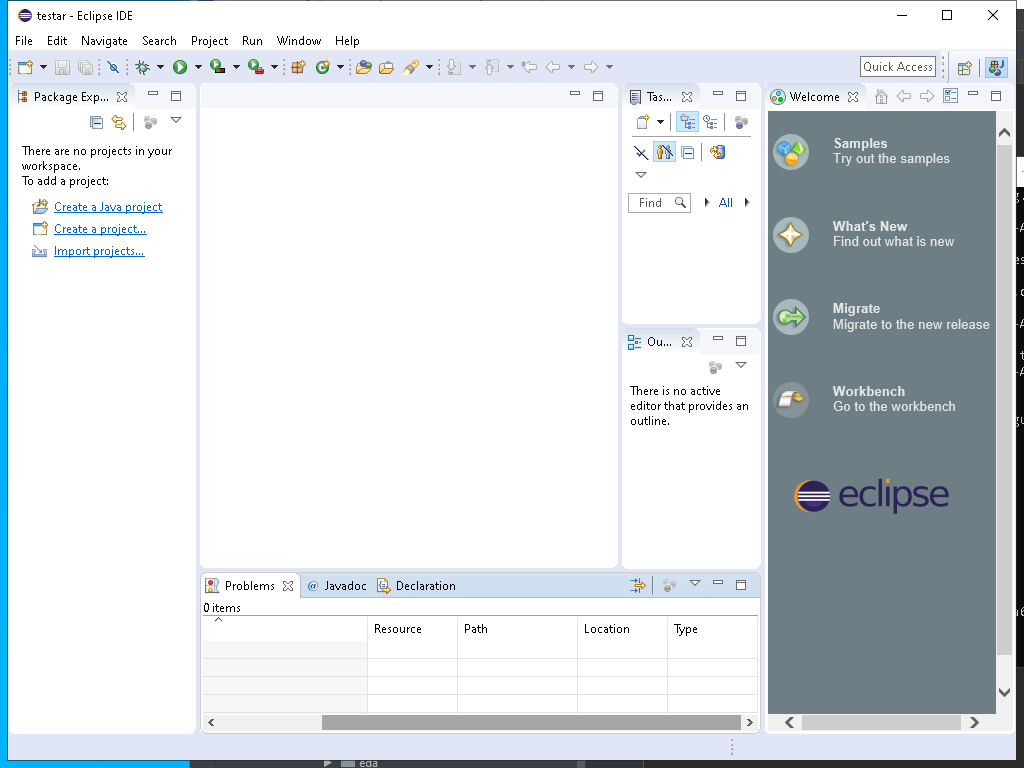 testar - Eclipse IDE
File Edit Navigate Search Project Run Window Help
Quick Access
Package Exp...
There are no projects in your
workspace.
To add a project:
Create a Java project
Create a project...
Import projects...
Tas...
Find
All
Ou...
There is no active
editor that provides an
outline.
Welcome
Samples
Try out the samples
What's New
Find out what is new
Migrate
Migrate to the new release
Workbench
Go to the workbench
eclipse
Problems @ Javadoc Declaration
0 items
Resource Path Location Type
eda